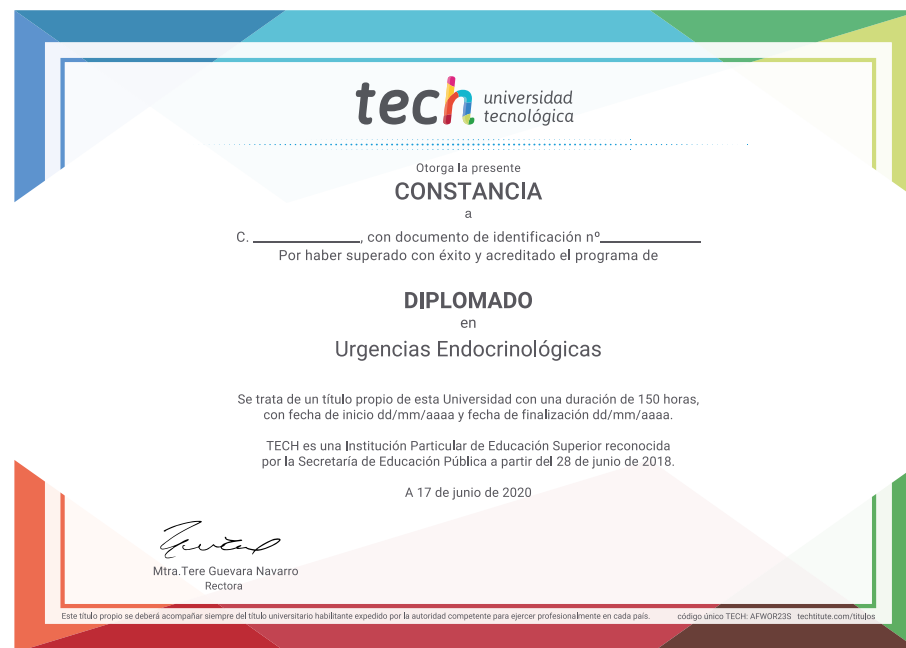 tech universidad
tecnológica
Otorga la presente
CONSTANCIA
a
C. ____________, con documento de identificación nº____________
Por haber superado con éxito y acreditado el programa de
DIPLOMADO
en
Urgencias Endocrinológicas
Se trata de un título propio de esta Universidad con una duración de 150 horas,
con fecha de inicio dd/mm/aaaa y fecha de finalización dd/mm/aaaa.
TECH es una Institución Particular de Educación Superior reconocida
por la Secretaría de Educación Pública a partir del 28 de junio de 2018.
A 17 de junio de 2020
Mtra.Tere Guevara Navarro
Rectora
Este título propio se deberá acompañar siempre del título universitario habilitante expedido por la autoridad competente para ejercer profesionalmente en cada país. código único TECH: AFWOR23S techtitute.com/titulos